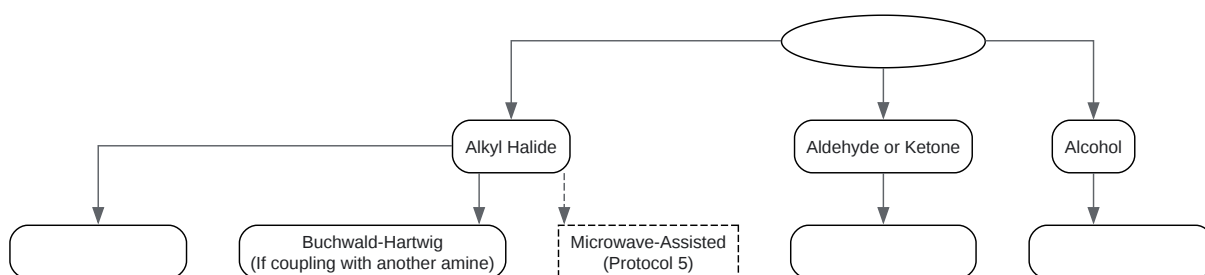 Alkyl Halide
Aldehyde or Ketone
Alcohol
Buchwald-Hartwig
(If coupling with another amine)
Microwave-Assisted
(Protocol 5)